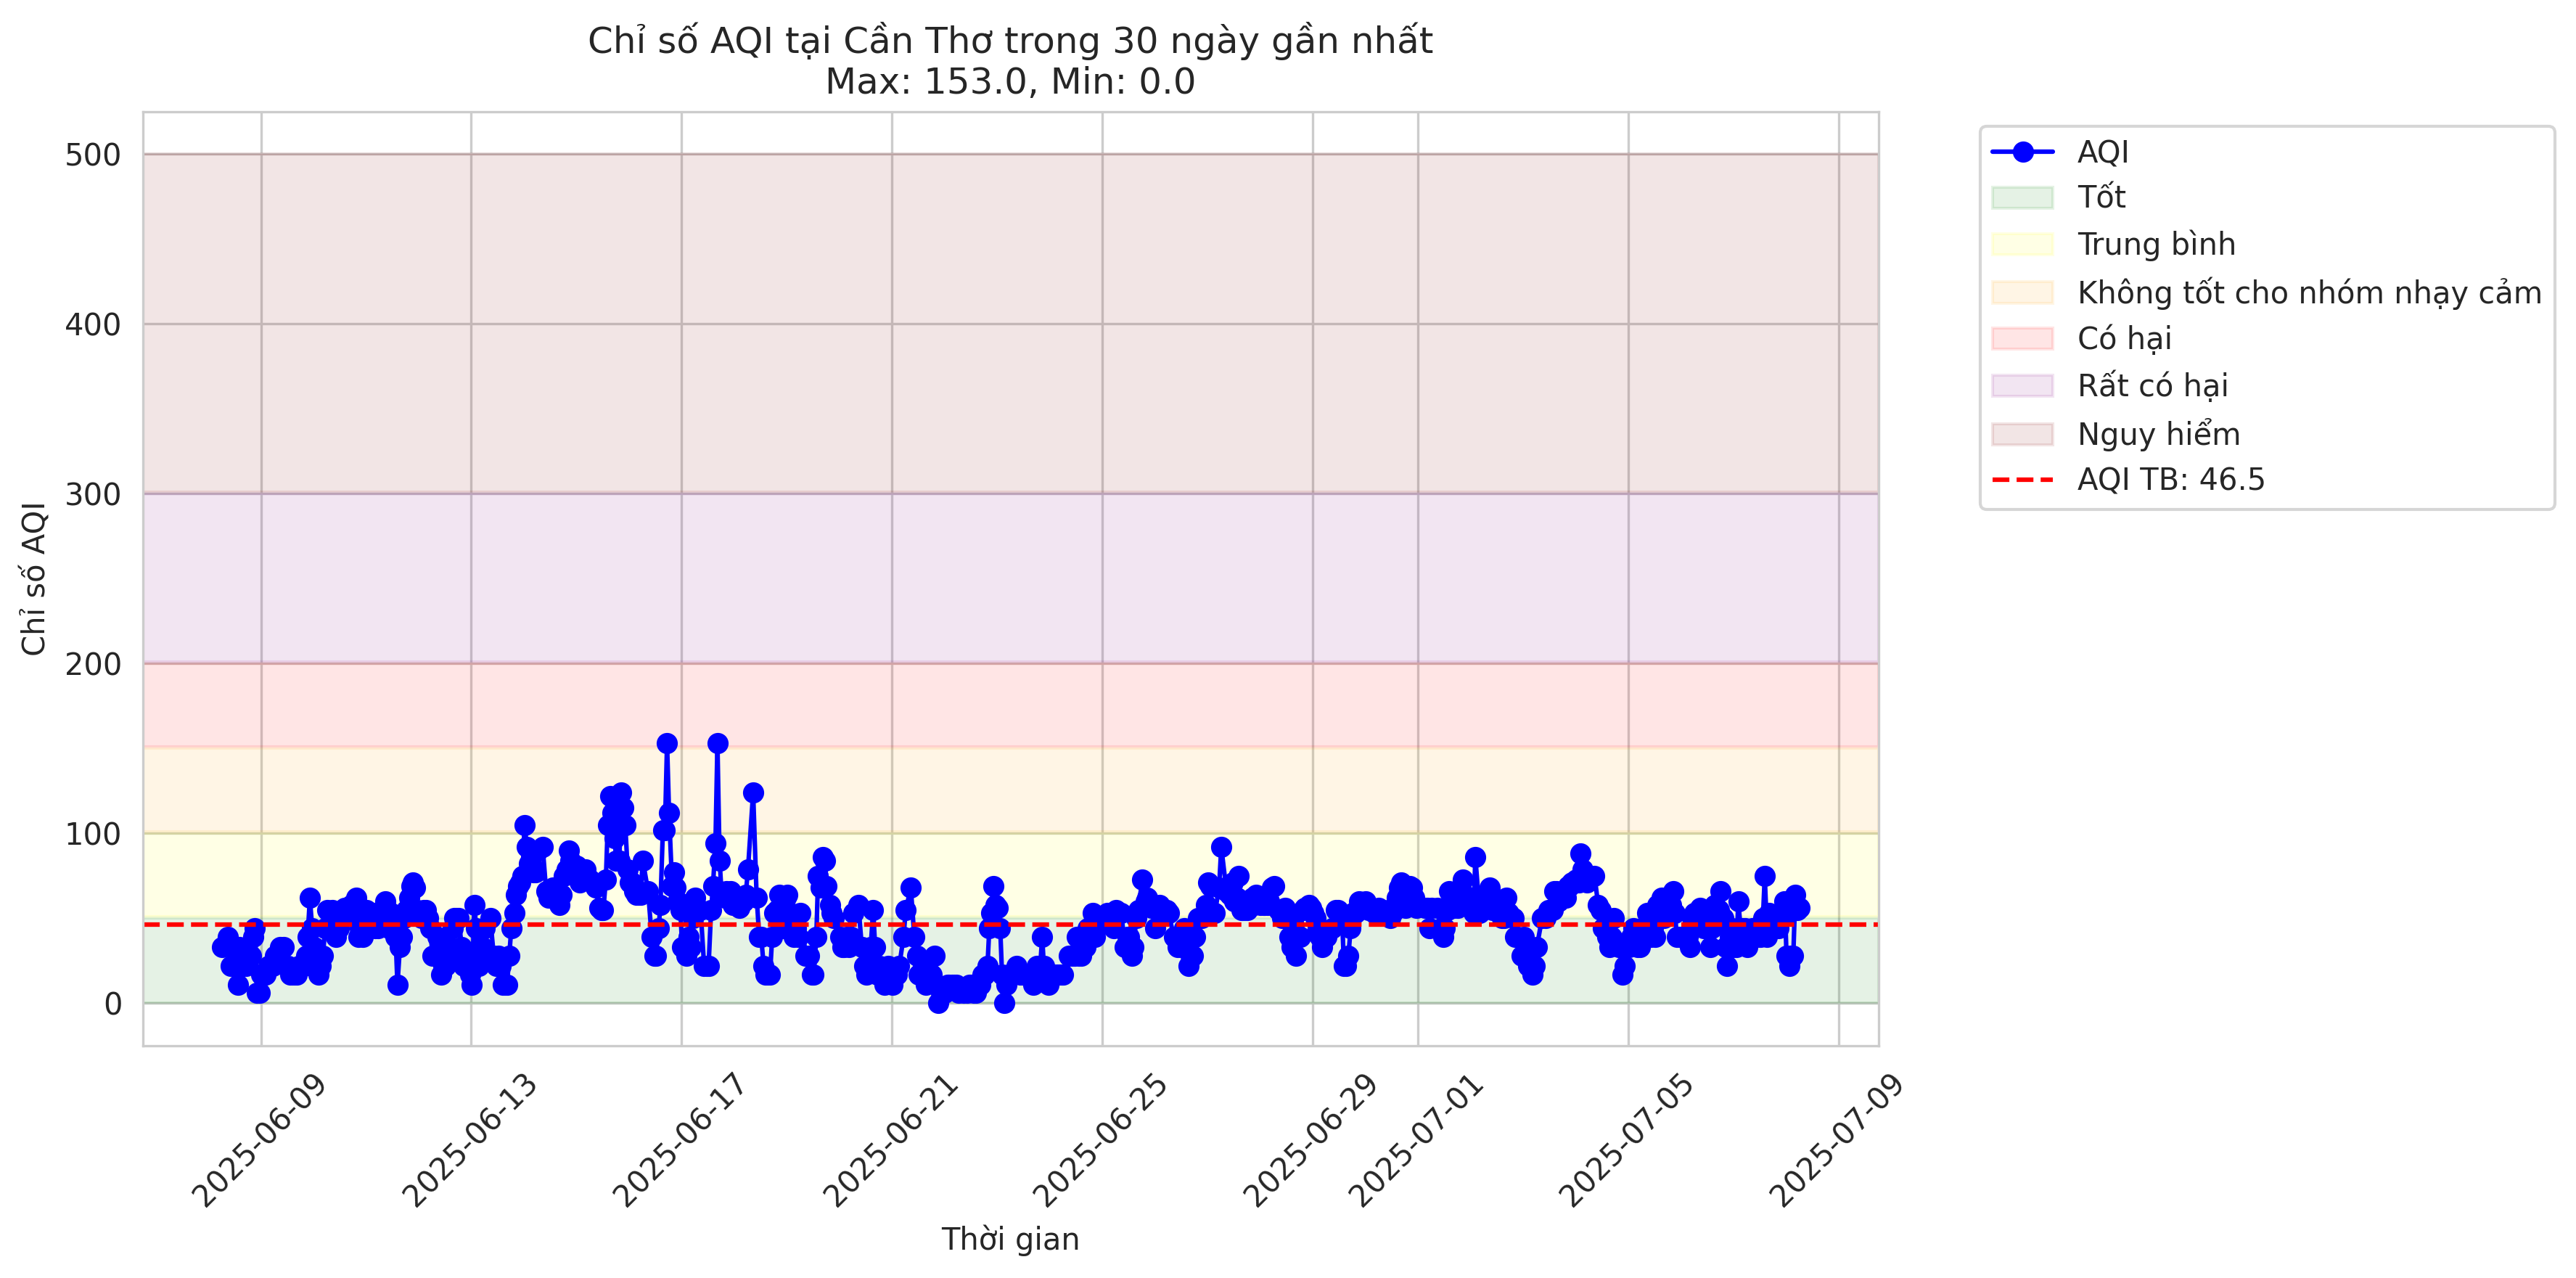 Chỉ số AQI tại Cần Thơ trong 30 ngày gần nhất
Max: 153.0, Min: 0.0
Chỉ số AQI
500
400
300
200
100
0
2025-06-09
2025-06-13
2025-06-17
2025-06-21
2025-06-25
2025-06-29
2025-07-01
2025-07-05
2025-07-09
Thời gian
AQI
Tốt
Trung bình
Không tốt cho nhóm nhạy cảm
Có hại
Rất có hại
Nguy hiểm
AQI TB: 46.5